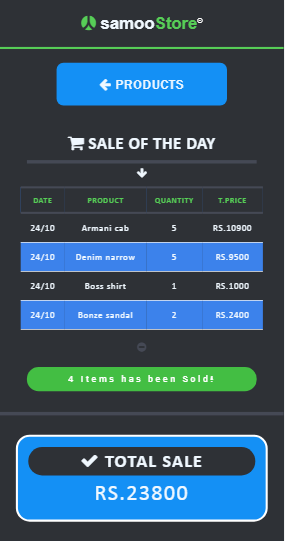 samooStore®
PRODUCTS
SALE OF THE DAY
DATE PRODUCT QUANTITY T.PRICE
24/10 Armani cab 5 RS.10900
24/10 Denim narrow 5 RS.9500
24/10 Boss shirt 1 RS.1000
24/10 Bonze sandal 2 RS.2400
4 Items has been Sold!
TOTAL SALE
RS.23800